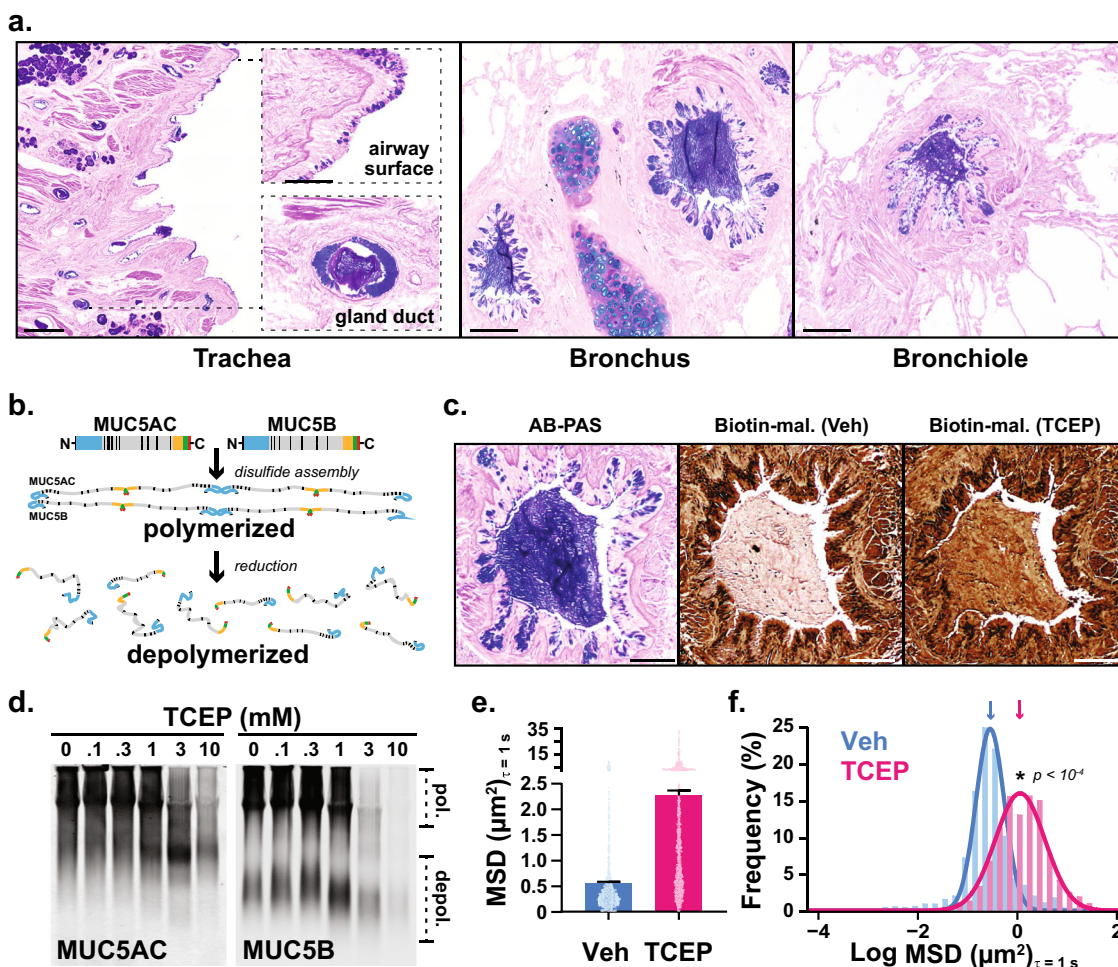 a.
airway
surface
gland duct
Trachea
Bronchus
Bronchiole
b.
MUC5AC
MUC5B
N
C
N
C
disulfide assembly
MUC5AC
MUC5B
polymerized
reduction
depolymerized
c.
AB-PAS
Biotin-mal. (Veh)
Biotin-mal. (TCEP)
d.
TCEP (mM)
0 .1 .3 1 3 10
0 .1 .3 1 3 10
pol.
depol.
MUC5AC
MUC5B
e.
MSD (µm²)τ = 1 s
35
15
2.5
2.0
1.5
1.0
0.5
0
Veh
TCEP
f.
Frequency (%)
25
20
15
10
5
0
Veh
TCEP
* p < 10⁻⁴
−4
−2
0
2
Log MSD (µm²)τ = 1 s